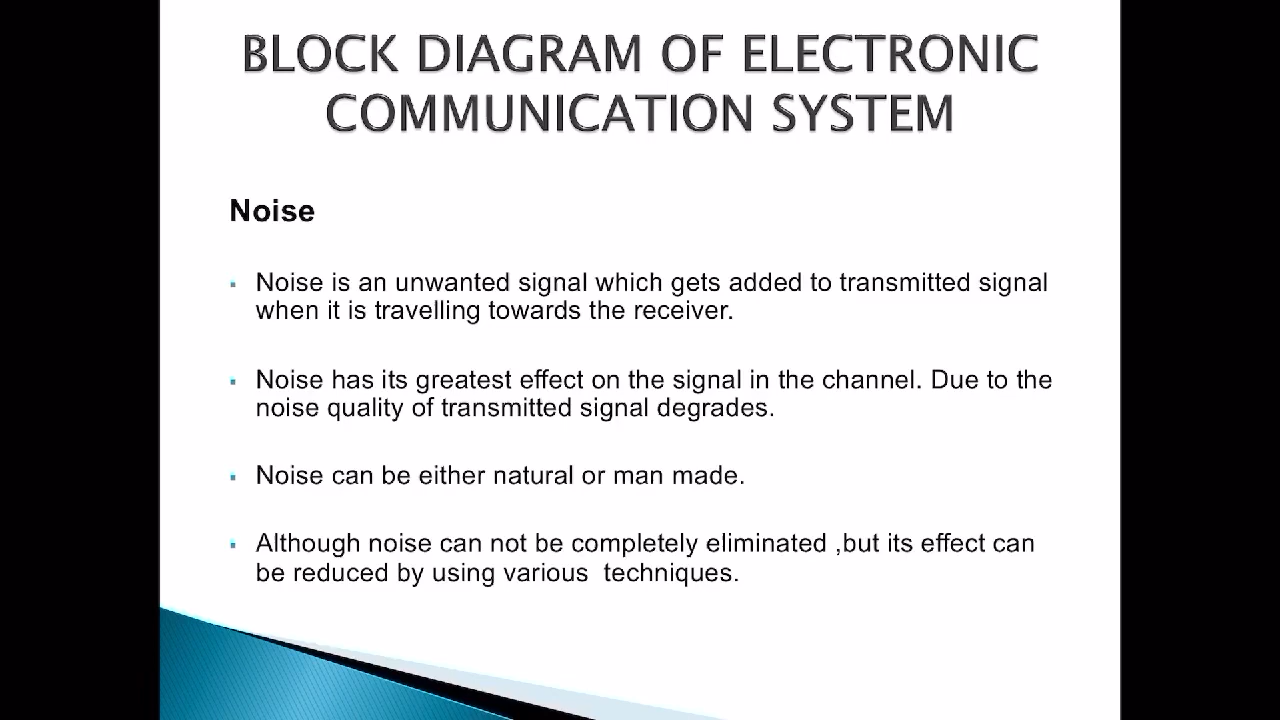 BLOCK DIAGRAM OF ELECTRONIC
COMMUNICATION SYSTEM
Noise
▪ Noise is an unwanted signal which gets added to transmitted signal
when it is travelling towards the receiver.
▪ Noise has its greatest effect on the signal in the channel. Due to the
noise quality of transmitted signal degrades.
▪ Noise can be either natural or man made.
▪ Although noise can not be completely eliminated ,but its effect can
be reduced by using various  techniques.